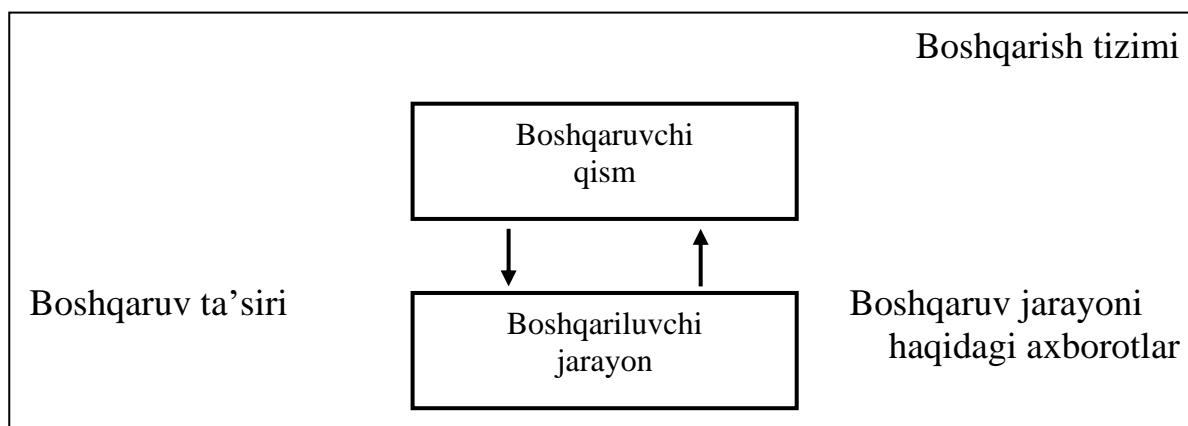 Boshqarish tizimi
Boshqaruvchi
qism
Boshqaruv ta’siri
Boshqariluvchi
jarayon
Boshqaruv jarayoni
haqidagi axborotlar